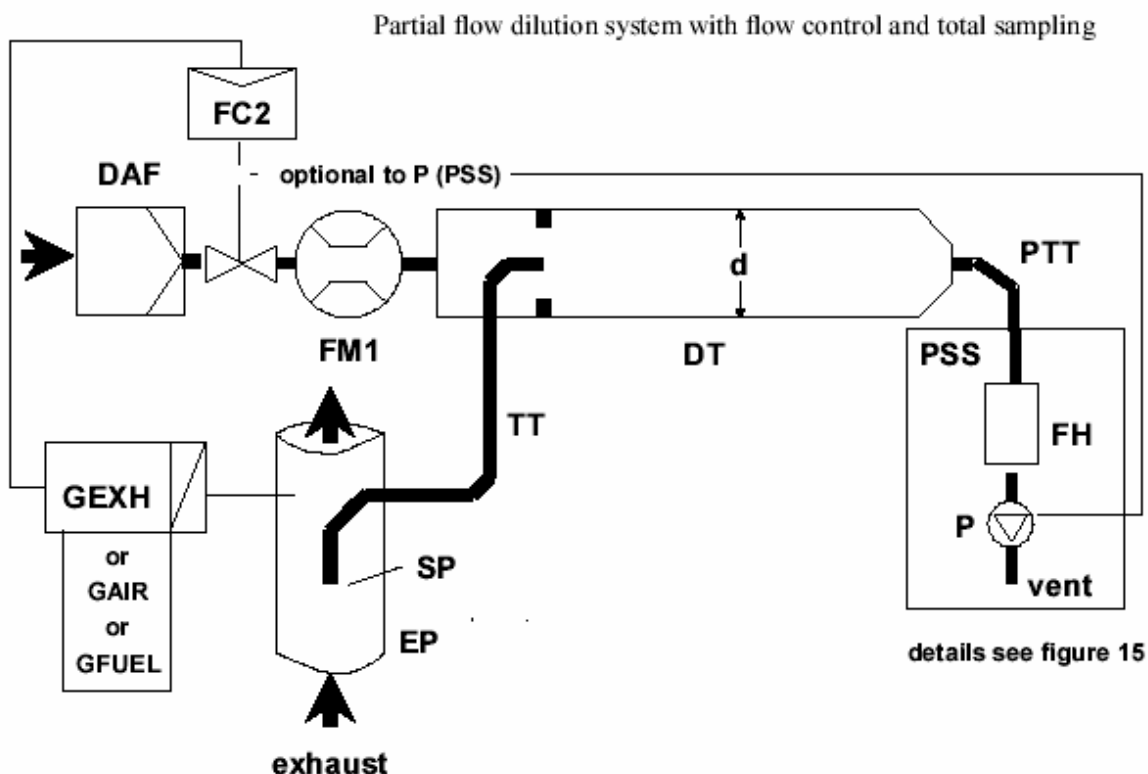 Partial flow dilution system with flow control and total sampling
FC2
DAF
optional to P (PSS)
d
PTT
FM1
DT
PSS
TT
FH
GEXH
P
or
SP
GAIR
vent
or
EP
GFUEL
details see figure 15
exhaust